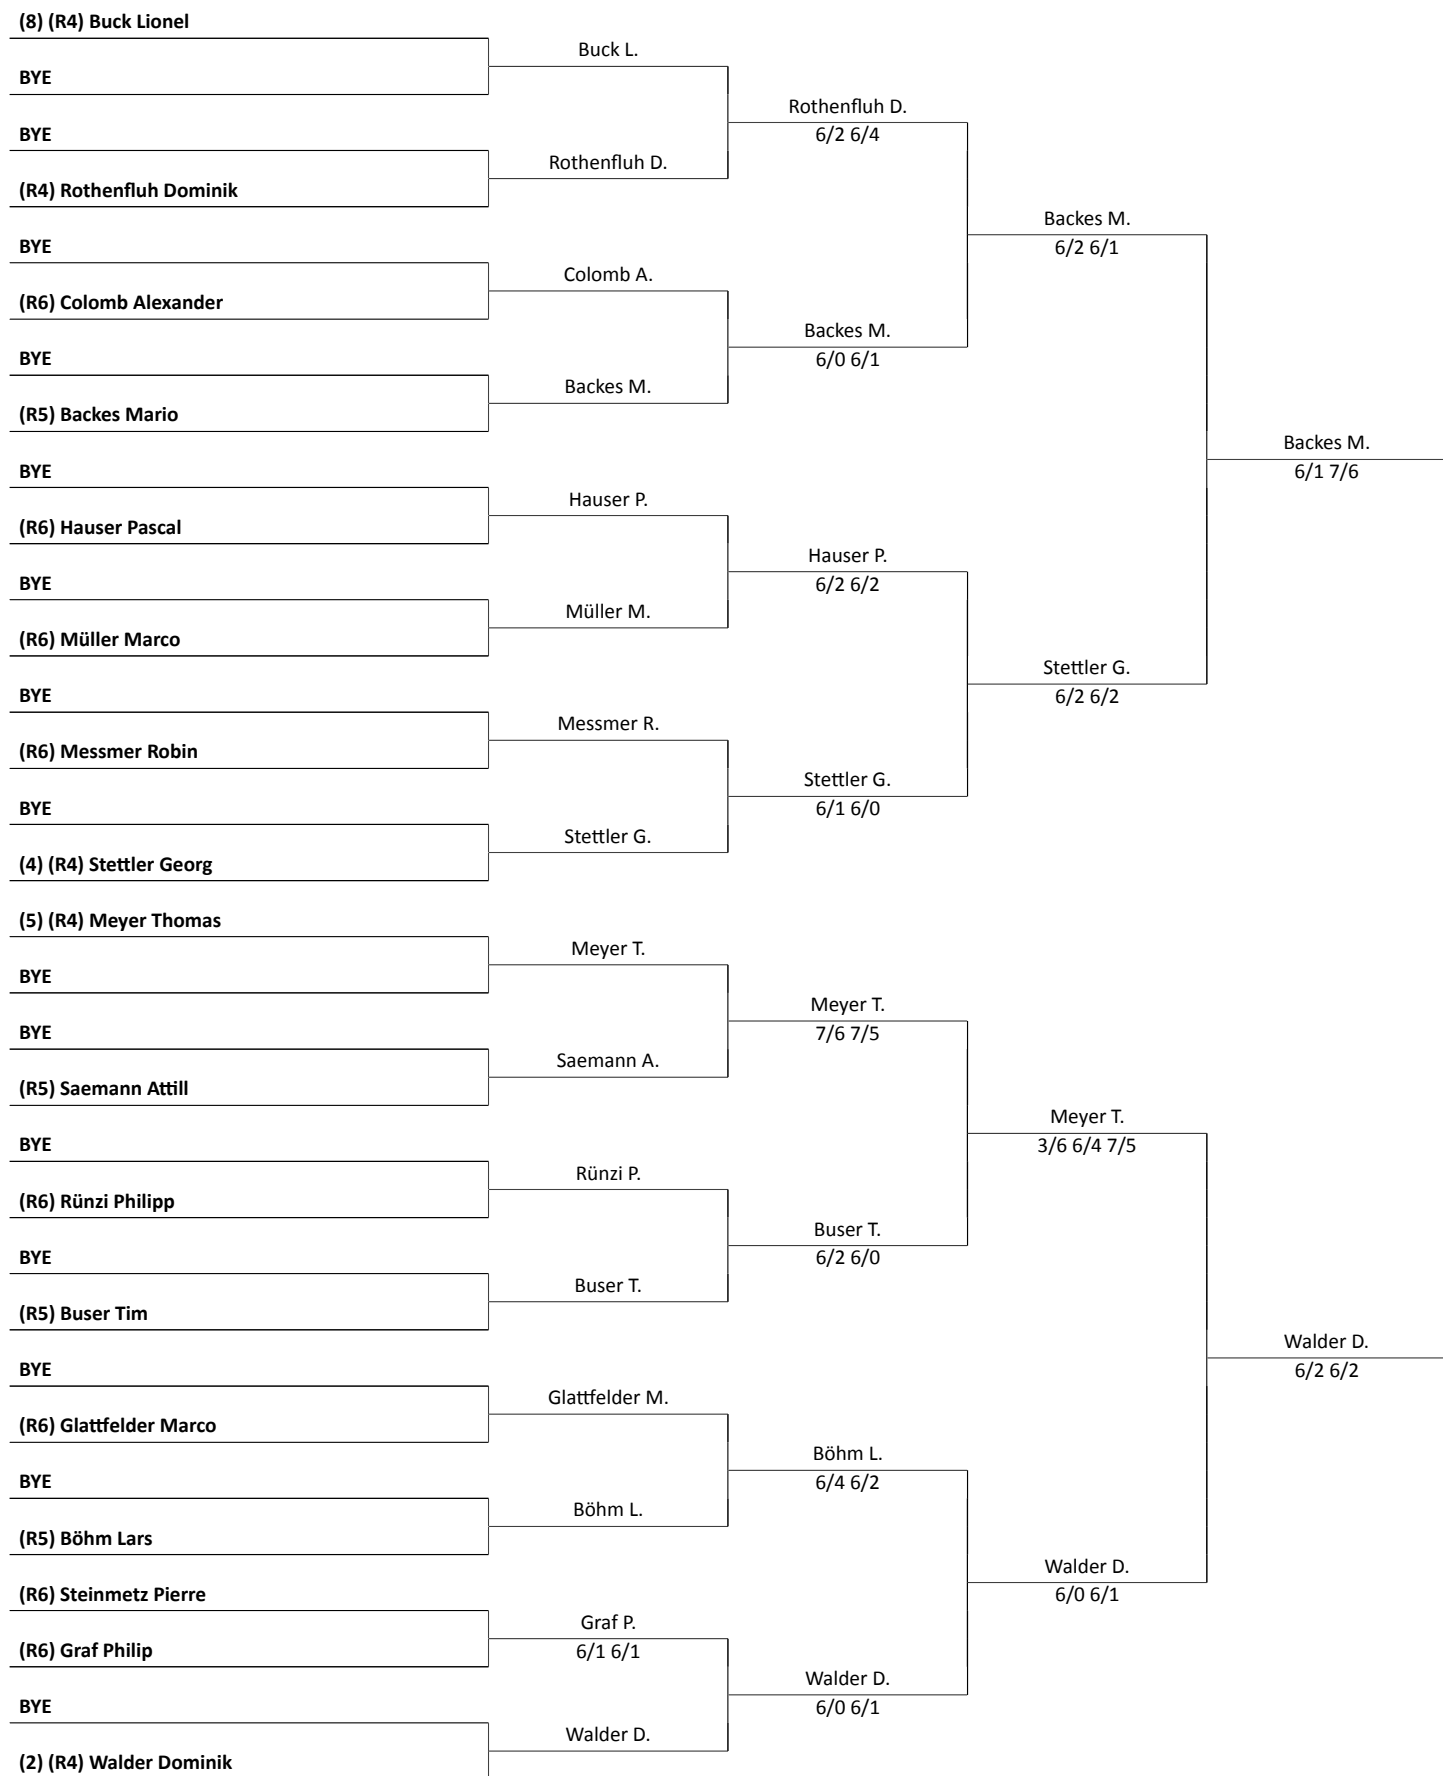 (8) (R4) Buck Lionel
Buck L.
BYE
Rothenfluh D.
6/2 6/4
BYE
Rothenfluh D.
(R4) Rothenfluh Dominik
Backes M.
6/2 6/1
BYE
Colomb A.
(R6) Colomb Alexander
Backes M.
6/0 6/1
BYE
Backes M.
(R5) Backes Mario
Backes M.
6/1 7/6
BYE
Hauser P.
(R6) Hauser Pascal
Hauser P.
6/2 6/2
BYE
Müller M.
(R6) Müller Marco
Stettler G.
6/2 6/2
BYE
Messmer R.
(R6) Messmer Robin
Stettler G.
6/1 6/0
BYE
Stettler G.
(4) (R4) Stettler Georg
(5) (R4) Meyer Thomas
Meyer T.
BYE
Meyer T.
7/6 7/5
BYE
Saemann A.
(R5) Saemann Attill
Meyer T.
3/6 6/4 7/5
BYE
Rünzi P.
(R6) Rünzi Philipp
Buser T.
6/2 6/0
BYE
Buser T.
(R5) Buser Tim
Walder D.
6/2 6/2
BYE
Glattfelder M.
(R6) Glattfelder Marco
Böhm L.
6/4 6/2
BYE
Böhm L.
(R5) Böhm Lars
Walder D.
6/0 6/1
(R6) Steinmetz Pierre
Graf P.
6/1 6/1
(R6) Graf Philip
Walder D.
6/0 6/1
BYE
Walder D.
(2) (R4) Walder Dominik